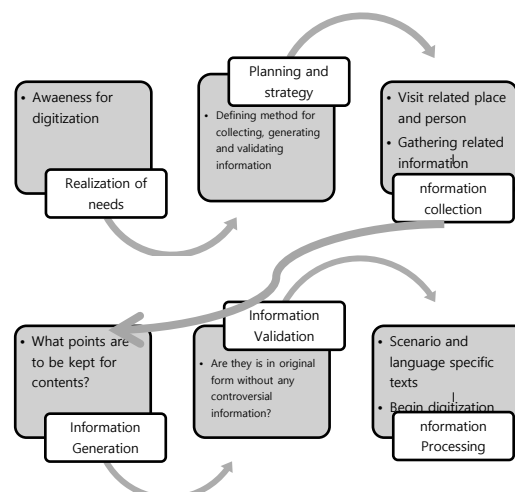 • Awaeness for
digitization
Realization of
needs
Planning and
strategy
• Defining method for
collecting, generating
and validating
information
• Visit related place
and person
• Gathering related
information
I
nformation
collection
• What points are
to be kept for
contents?
Information
Generation
Information
Validation
• Are they is in original
form without any
controversial
information?
• Scenario and
language specific
texts
• Begin digitization
I
nformation
Processing